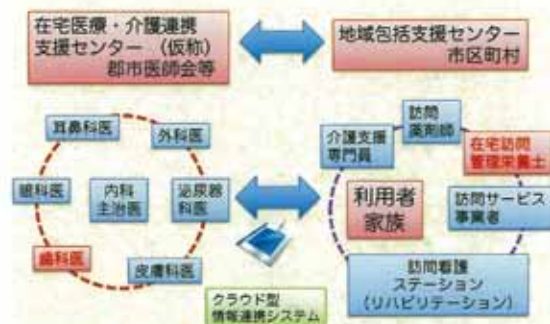 在宅医療・介護連携
支援センター（仮称）
郡市医師会等
地域包括支援センター
市区町村
耳鼻科医
外科医
眼科医
内科
主治医
泌尿器
科医
歯科医
皮膚科医
訪問
薬剤師
介護支援
専門員
在宅訪問
管理栄養士
利用者
家族
訪問サービス
事業者
訪問看護
ステーション
（リハビリテーション）
クラウド型
情報連携システム